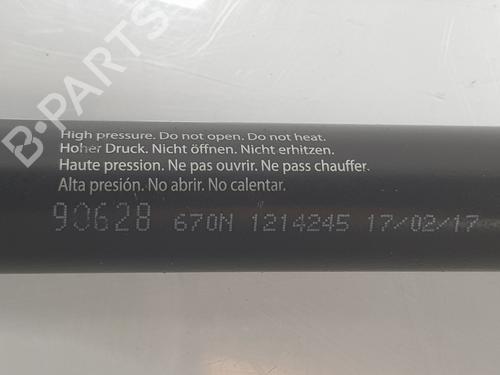 B-PARTS
High pressure. Do not open. Do not heat.
Hoher Druck. Nicht öffnen. Nicht erhitzen.
Haute pression. Ne pas ouvrir. Ne pass chauffer.
Alta presión. No abrir. No calentar.
90628 670N 1214245 17/02/17